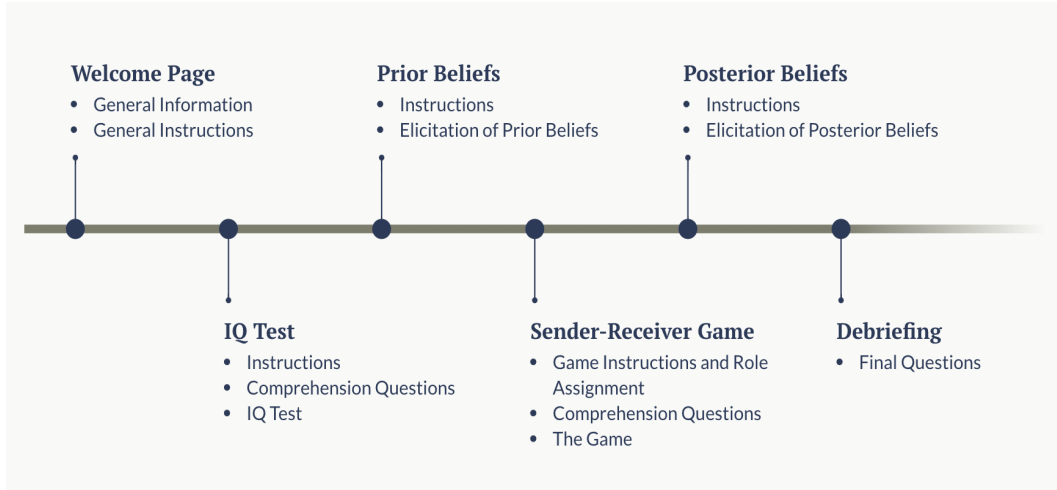 Welcome Page
• General Information
• General Instructions
Prior Beliefs
• Instructions
• Elicitation of Prior Beliefs
Posterior Beliefs
• Instructions
• Elicitation of Posterior Beliefs
IQ Test
• Instructions
• Comprehension Questions
• IQ Test
Sender-Receiver Game
• Game Instructions and Role
Assignment
• Comprehension Questions
• The Game
Debriefing
• Final Questions